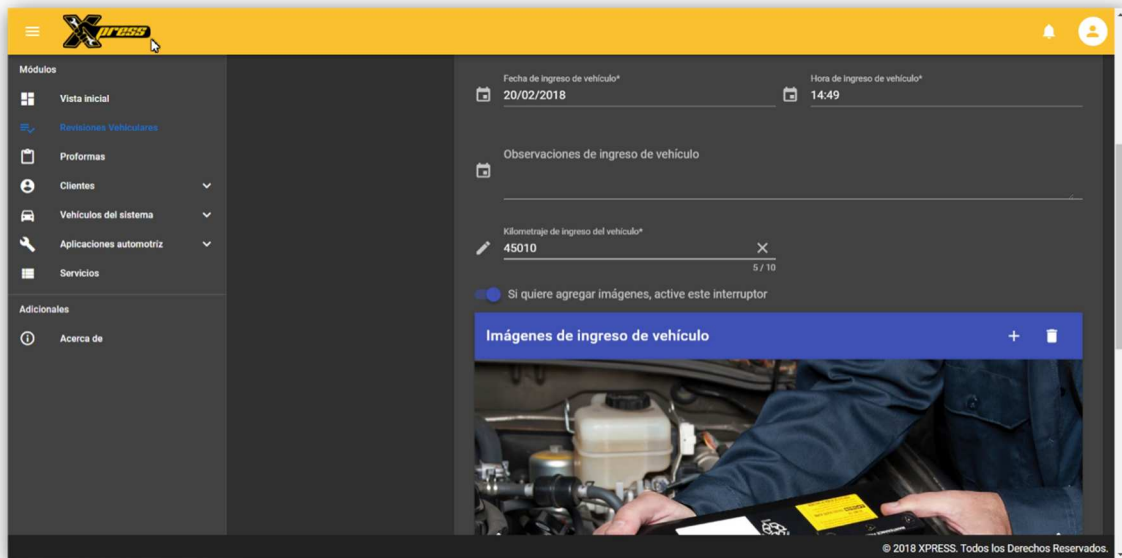 Xpress
Módulos
Vista inicial
Revisiones Vehiculares
Proformas
Clientes
Vehículos del sistema
Aplicaciones automotriz
Servicios
Adicionales
Acerca de
Fecha de ingreso de vehículo*
20/02/2018
Hora de ingreso de vehículo*
14:49
Observaciones de ingreso de vehículo
Kilometraje de ingreso del vehículo*
45010
5 / 10
Si quiere agregar imágenes, active este interruptor
Imágenes de ingreso de vehículo
© 2018 XPRESS. Todos los Derechos Reservados.